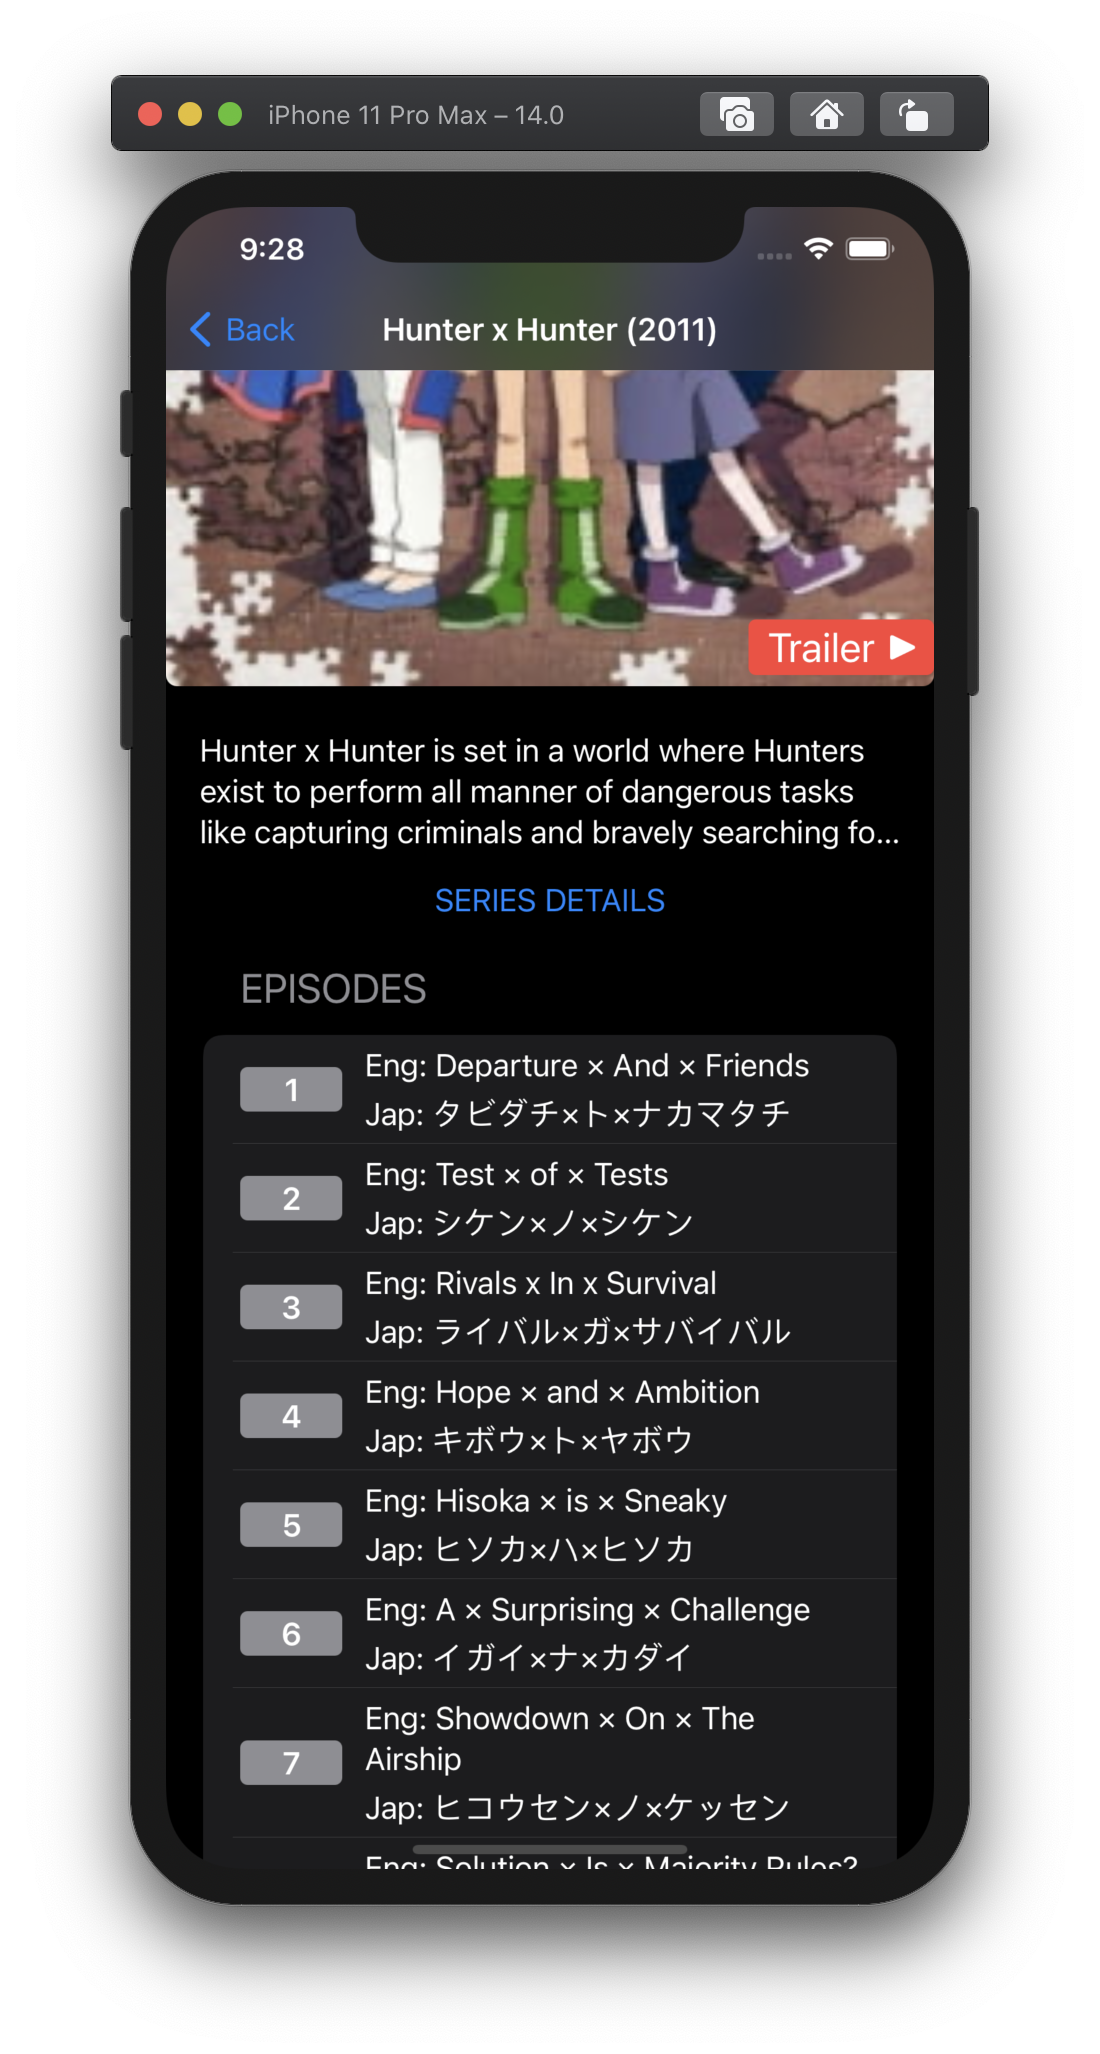 iPhone 11 Pro Max – 14.0
9:28
Back
Hunter x Hunter (2011)
Trailer
Hunter x Hunter is set in a world where Hunters
exist to perform all manner of dangerous tasks
like capturing criminals and bravely searching fo...
SERIES DETAILS
EPISODES
1
Eng: Departure × And × Friends
Jap: タビダチ×ト×ナカマタチ
2
Eng: Test × of × Tests
Jap: シケン×ノ×シケン
3
Eng: Rivals x In x Survival
Jap: ライバル×ガ×サバイバル
4
Eng: Hope × and × Ambition
Jap: キボウ×ト×ヤボウ
5
Eng: Hisoka × is × Sneaky
Jap: ヒソカ×ハ×ヒソカ
6
Eng: A × Surprising × Challenge
Jap: イガイ×ナ×カダイ
7
Eng: Showdown × On × The
Airship
Jap: ヒコウセン×ノ×ケッセン
Eng: Solution × Is × Majority Rules?